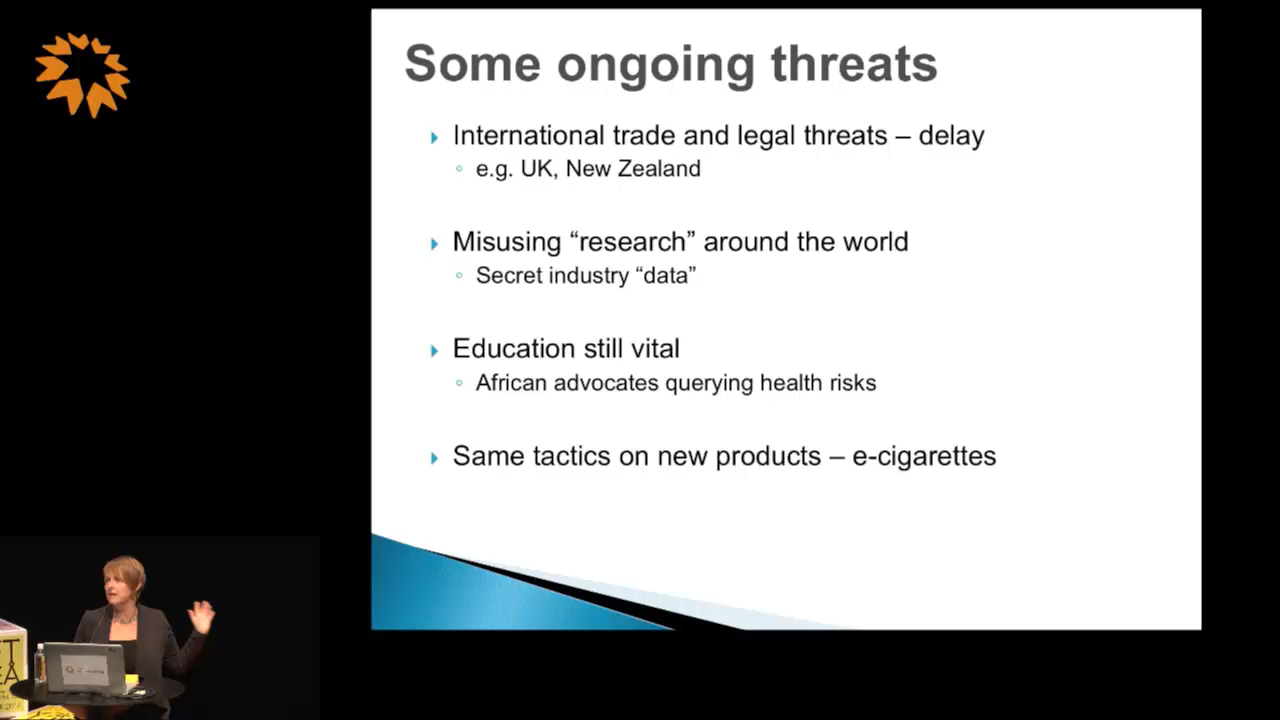 Some ongoing threats
International trade and legal threats – delay
e.g. UK, New Zealand
Misusing “research” around the world
Secret industry “data”
Education still vital
African advocates querying health risks
Same tactics on new products – e-cigarettes